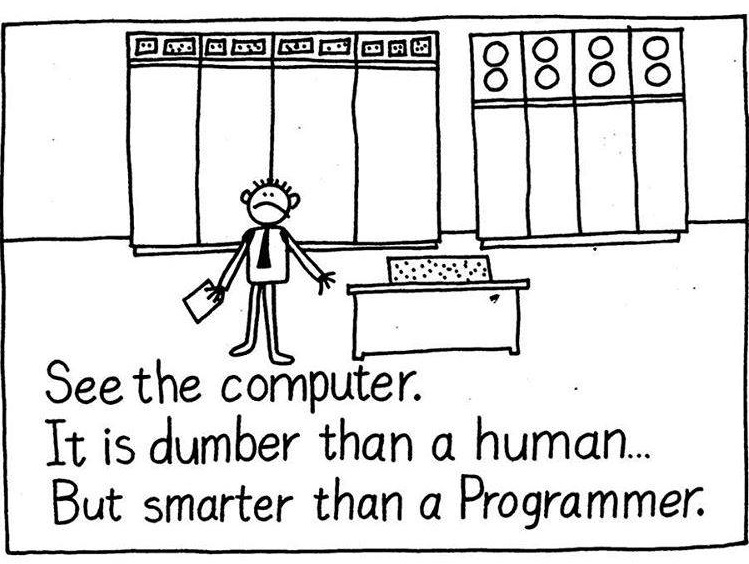 See the computer.
It is dumber than a human...
But smarter than a Programmer.